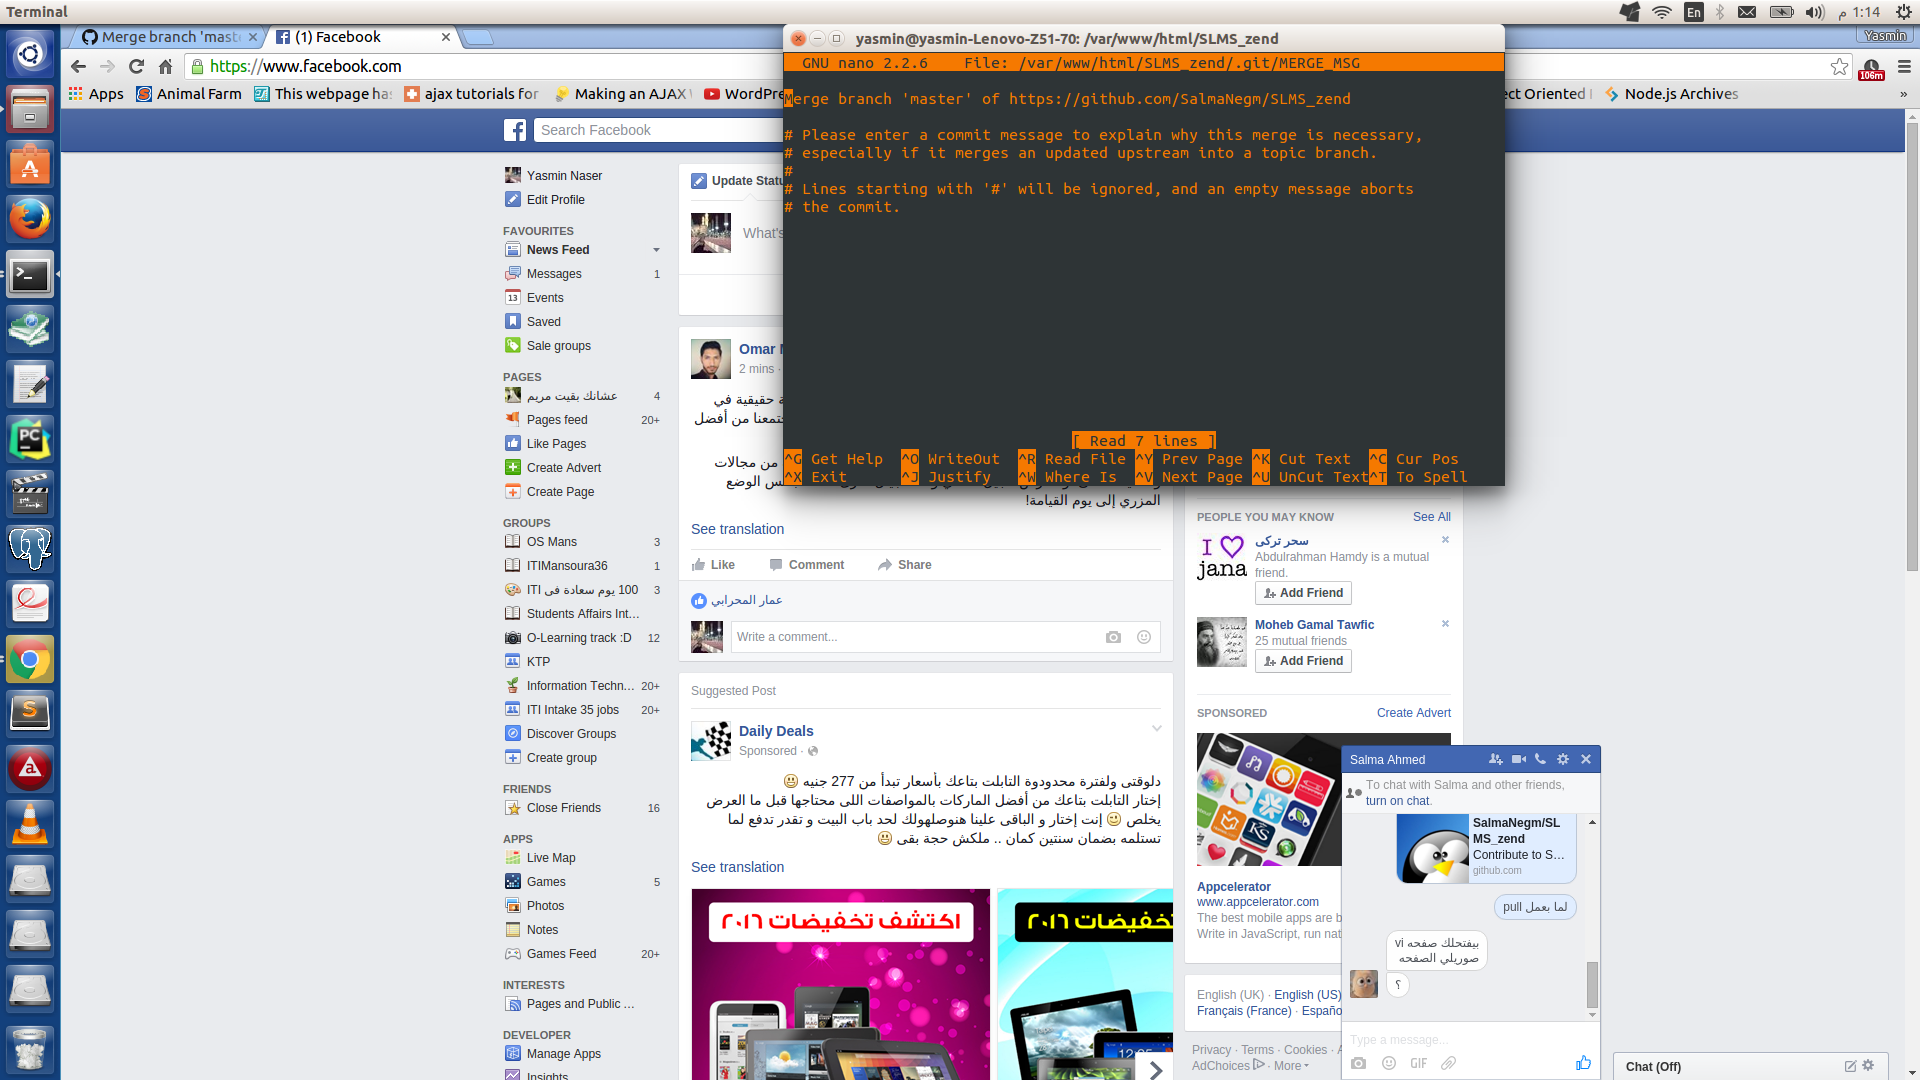 Terminal
En
1:14 م
Merge branch 'mast
(1) Facebook
Yasmin
https://www.facebook.com
106m
Apps
Animal Farm
This webpage has
ajax tutorials for
Making an AJAX
WordPre
ect Oriented
Node.js Archives
»
yasmin@yasmin-Lenovo-Z51-70: /var/www/html/SLMS_zend
GNU nano 2.2.6 File: /var/www/html/SLMS_zend/.git/MERGE_MSG
Merge branch 'master' of https://github.com/SalmaNegm/SLMS_zend
# Please enter a commit message to explain why this merge is necessary,
# especially if it merges an updated upstream into a topic branch.
#
# Lines starting with '#' will be ignored, and an empty message aborts
# the commit.
[ Read 7 lines ]
^G Get Help ^O WriteOut ^R Read File ^Y Prev Page ^K Cut Text ^C Cur Pos
^X Exit ^J Justify ^W Where Is ^V Next Page ^U UnCut Text ^T To Spell
Search Facebook
Yasmin Naser
Edit Profile
FAVOURITES
News Feed
Messages 1
Events
Saved
Sale groups
PAGES
عشانك بقيت مريم 4
Pages feed 20+
Like Pages
Create Advert
Create Page
GROUPS
OS Mans 3
ITIMansoura36 1
100 يوم سعادة فى ITI 3
Students Affairs Int...
O-Learning track :D 12
KTP
Information Techn... 20+
ITI Intake 35 jobs 20+
Discover Groups
Create group
FRIENDS
Close Friends 16
APPS
Live Map
Games 5
Photos
Notes
Games Feed 20+
INTERESTS
Pages and Public ...
DEVELOPER
Manage Apps
Insights
Update Statu
What's
Omar
2 mins ·
ة حقيقية في
جتمعنا من أفضل
من مجالات
س الوضع
المزري إلى يوم القيامة!
See translation
Like Comment Share
عمار المحرابي
Write a comment...
Suggested Post
Daily Deals
Sponsored ·
دلوقتى ولفترة محدودوة التابلت بتاعك بأسعار تبدأ من 277 جنيه
إختار التابلت بتاعك من أفضل الماركات بالمواصفات اللى محتاجها قبل ما العرض
يخلص إنت إختار و الباقى علينا هنوصلهولك لحد باب البيت و تقدر تدفع لما
تستلمه بضمان سنتين كمان .. ملكش حجة بقى
See translation
اكتشف تخفيضات ٢٠١٦
تخفيضات ٢٠١٦
PEOPLE YOU MAY KNOW See All
I
jana
سحر تركى
Abdulrahman Hamdy is a mutual
friend.
Add Friend
Moheb Gamal Tawfic
25 mutual friends
Add Friend
SPONSORED Create Advert
Appcelerator
www.appcelerator.com
The best mobile apps are b
Write in JavaScript, run nat
English (UK) · English (US)
Français (France) · Españo
Privacy · Terms · Cookies ·
AdChoices · More
Salma Ahmed
To chat with Salma and other friends,
turn on chat.
SalmaNegm/SL
MS_zend
Contribute to S...
github.com
لما بعمل pull
بيفتحلك صفحه vi
صوريلي الصفحه
؟
Type a message...
GIF
Chat (Off)